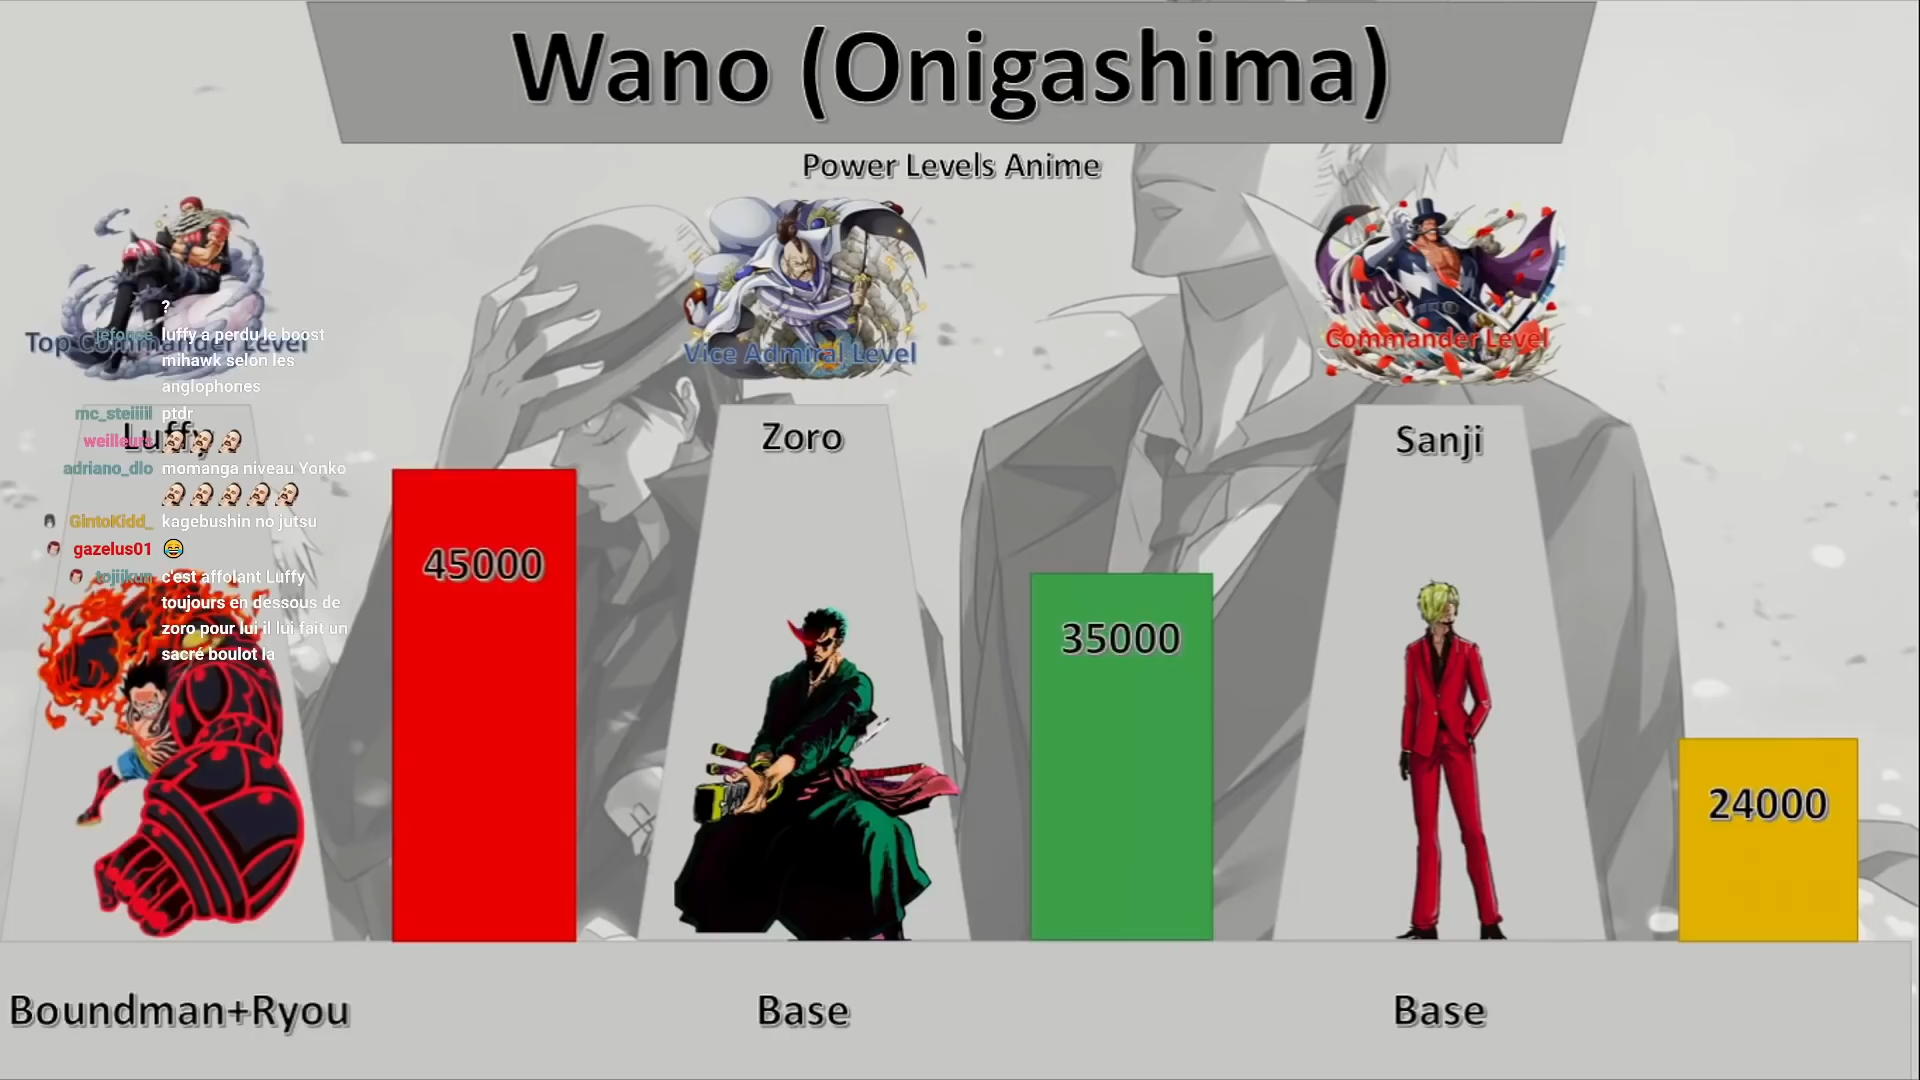 Wano (Onigashima)
Power Levels Anime
Top Commander Level
Vice Admiral Level
Commander Level
?
luffy a perdu le boost
mihawk selon les
anglophones
mc_steiiiil ptdr
weilleurs
Luffy
Zoro
Sanji
adriano_dlo momanga niveau Yonko
GintoKidd_ kagebushin no jutsu
gazelus01
tojiikun c'est affolant Luffy
toujours en dessous de
zoro pour lui il lui fait un
sacré boulot la
45000
35000
24000
Boundman+Ryou
Base
Base